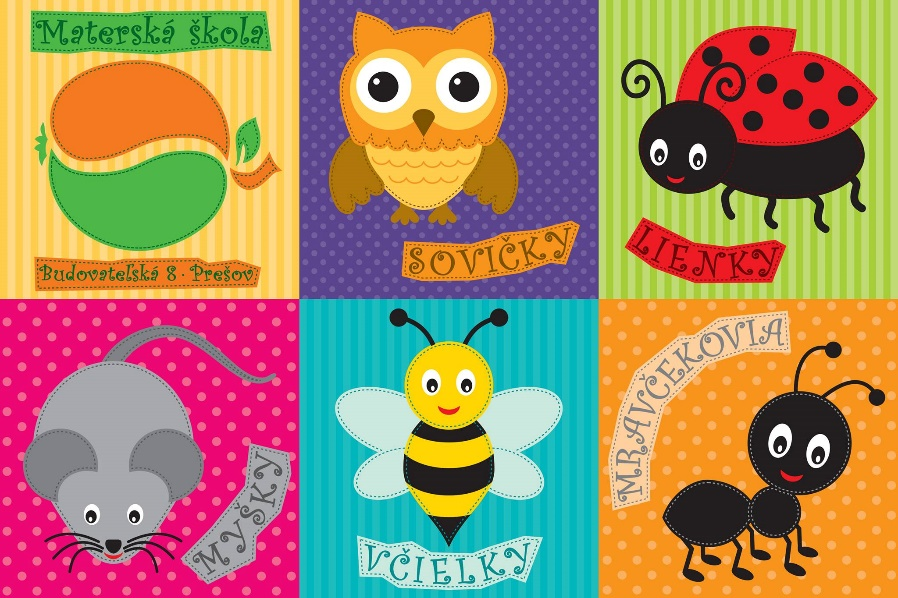 Materská škola
Budovateľská 8 · Prešov
SOVIČKY
LIENKY
MYŠKY
VČIELKY
MRAVČEKOVIA